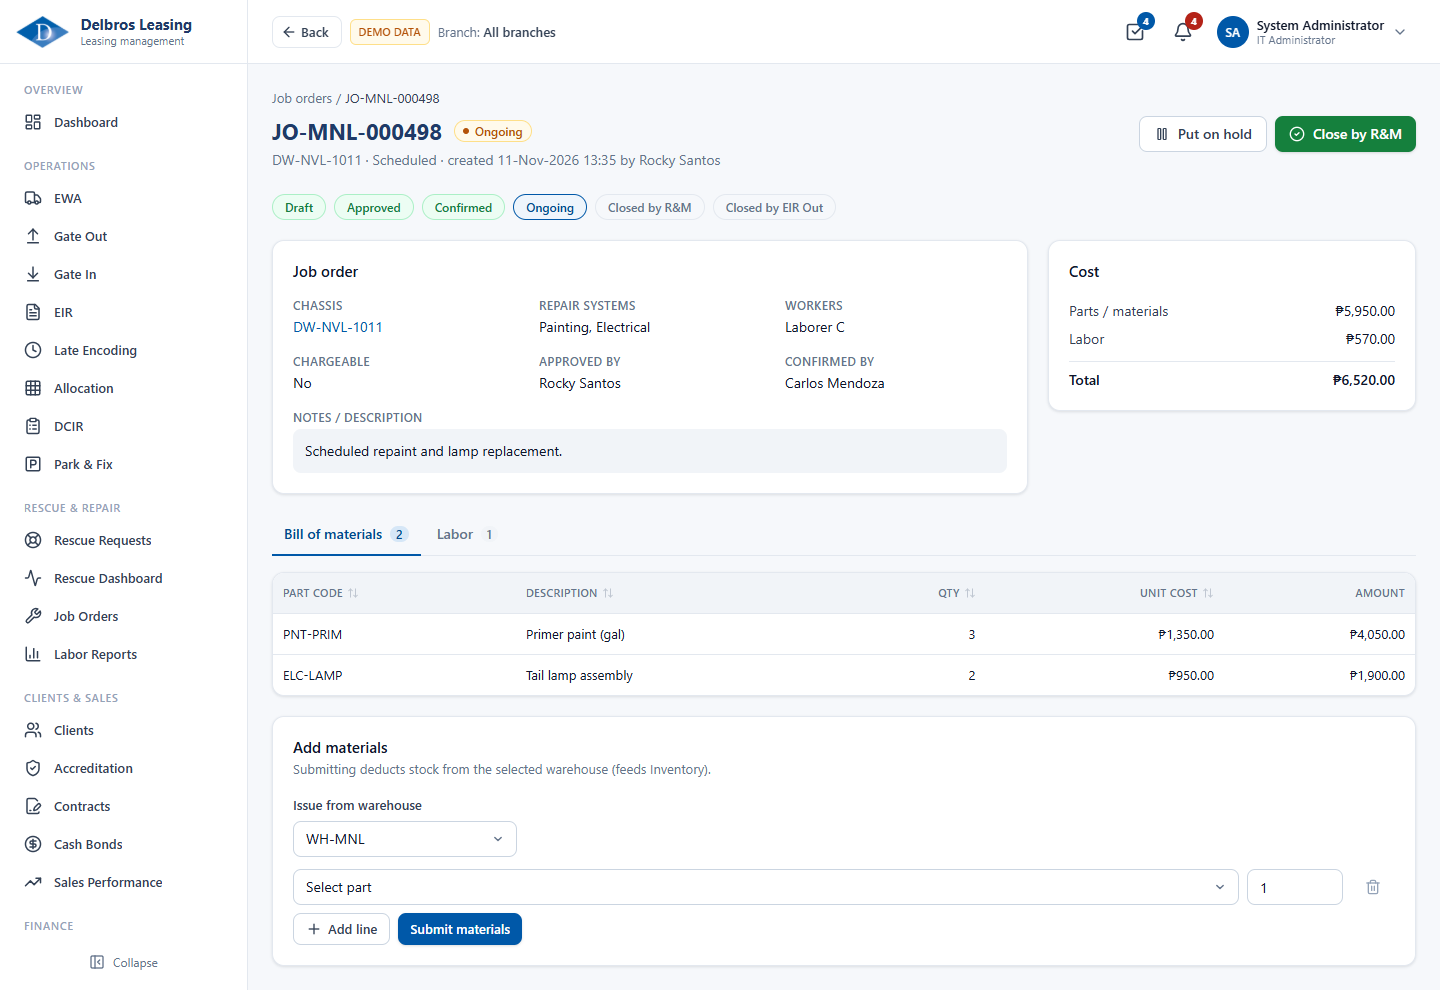 Delbros Leasing
Leasing management
Back
DEMO DATA
Branch: All branches
4
4
SA
System Administrator
IT Administrator
OVERVIEW
Dashboard
OPERATIONS
EWA
Gate Out
Gate In
EIR
Late Encoding
Allocation
DCIR
Park & Fix
RESCUE & REPAIR
Rescue Requests
Rescue Dashboard
Job Orders
Labor Reports
CLIENTS & SALES
Clients
Accreditation
Contracts
Cash Bonds
Sales Performance
FINANCE
Collapse
Job orders / JO-MNL-000498
JO-MNL-000498
Ongoing
DW-NVL-1011 · Scheduled · created 11-Nov-2026 13:35 by Rocky Santos
Put on hold
Close by R&M
Draft
Approved
Confirmed
Ongoing
Closed by R&M
Closed by EIR Out
Job order
CHASSIS
DW-NVL-1011
REPAIR SYSTEMS
Painting, Electrical
WORKERS
Laborer C
CHARGEABLE
No
APPROVED BY
Rocky Santos
CONFIRMED BY
Carlos Mendoza
NOTES / DESCRIPTION
Scheduled repaint and lamp replacement.
Cost
Parts / materials ₱5,950.00
Labor ₱570.00
Total ₱6,520.00
Bill of materials 2
Labor 1
PART CODE DESCRIPTION QTY UNIT COST AMOUNT
PNT-PRIM Primer paint (gal) 3 ₱1,350.00 ₱4,050.00
ELC-LAMP Tail lamp assembly 2 ₱950.00 ₱1,900.00
Add materials
Submitting deducts stock from the selected warehouse (feeds Inventory).
Issue from warehouse
WH-MNL
Select part
1
Add line
Submit materials